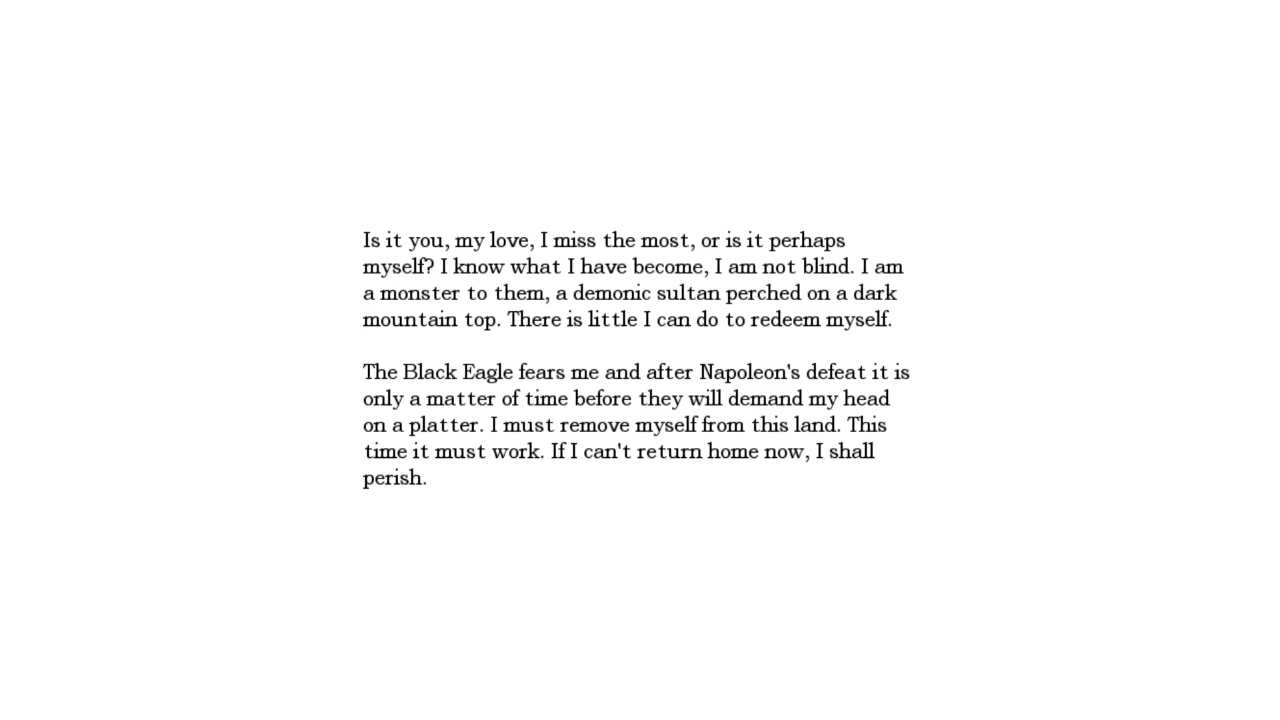 Is it you, my love, I miss the most, or is it perhaps
myself? I know what I have become, I am not blind. I am
a monster to them, a demonic sultan perched on a dark
mountain top. There is little I can do to redeem myself.
The Black Eagle fears me and after Napoleon's defeat it is
only a matter of time before they will demand my head
on a platter. I must remove myself from this land. This
time it must work. If I can't return home now, I shall
perish.